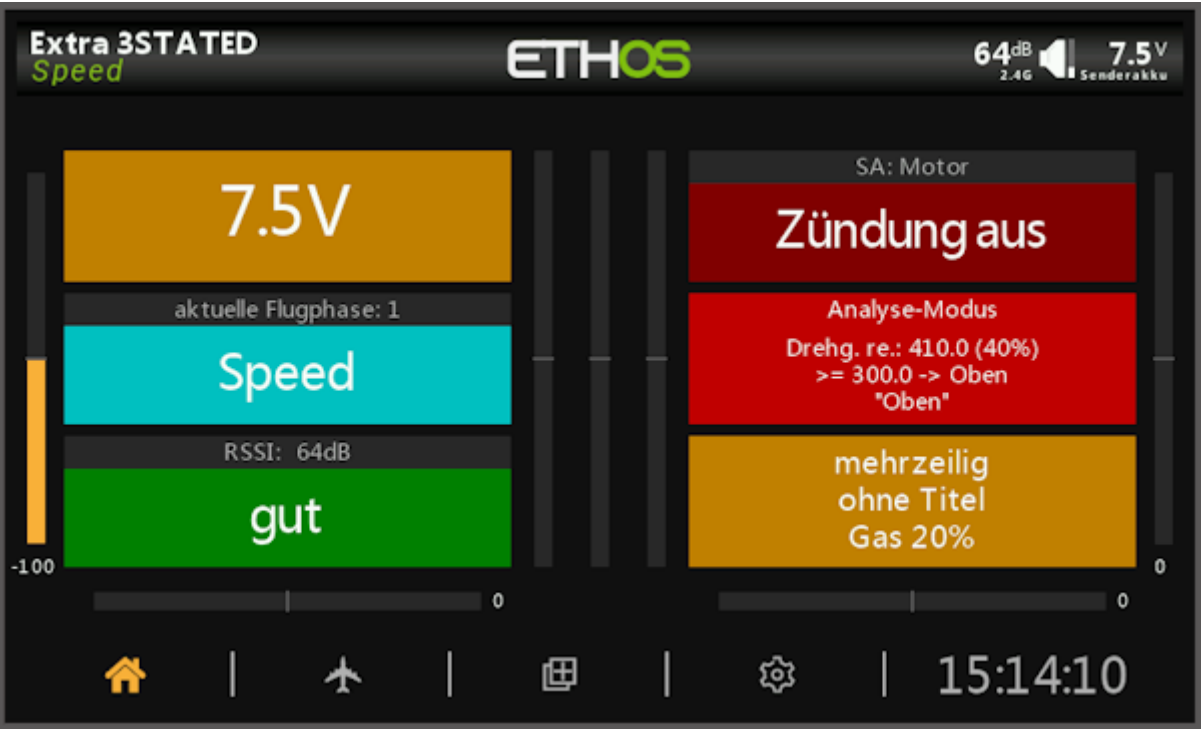 Extra 3STATED
Speed
ETHOS
64dB
2.4G
7.5V
Senderakku
7.5V
aktuelle Flugphase: 1
Speed
RSSI: 64dB
gut
SA: Motor
Zündung aus
Analyse-Modus
Drehg. re.: 410.0 (40%)
>= 300.0 -> Oben
"Oben"
mehrzeilig
ohne Titel
Gas 20%
-100
0
0
0
15:14:10